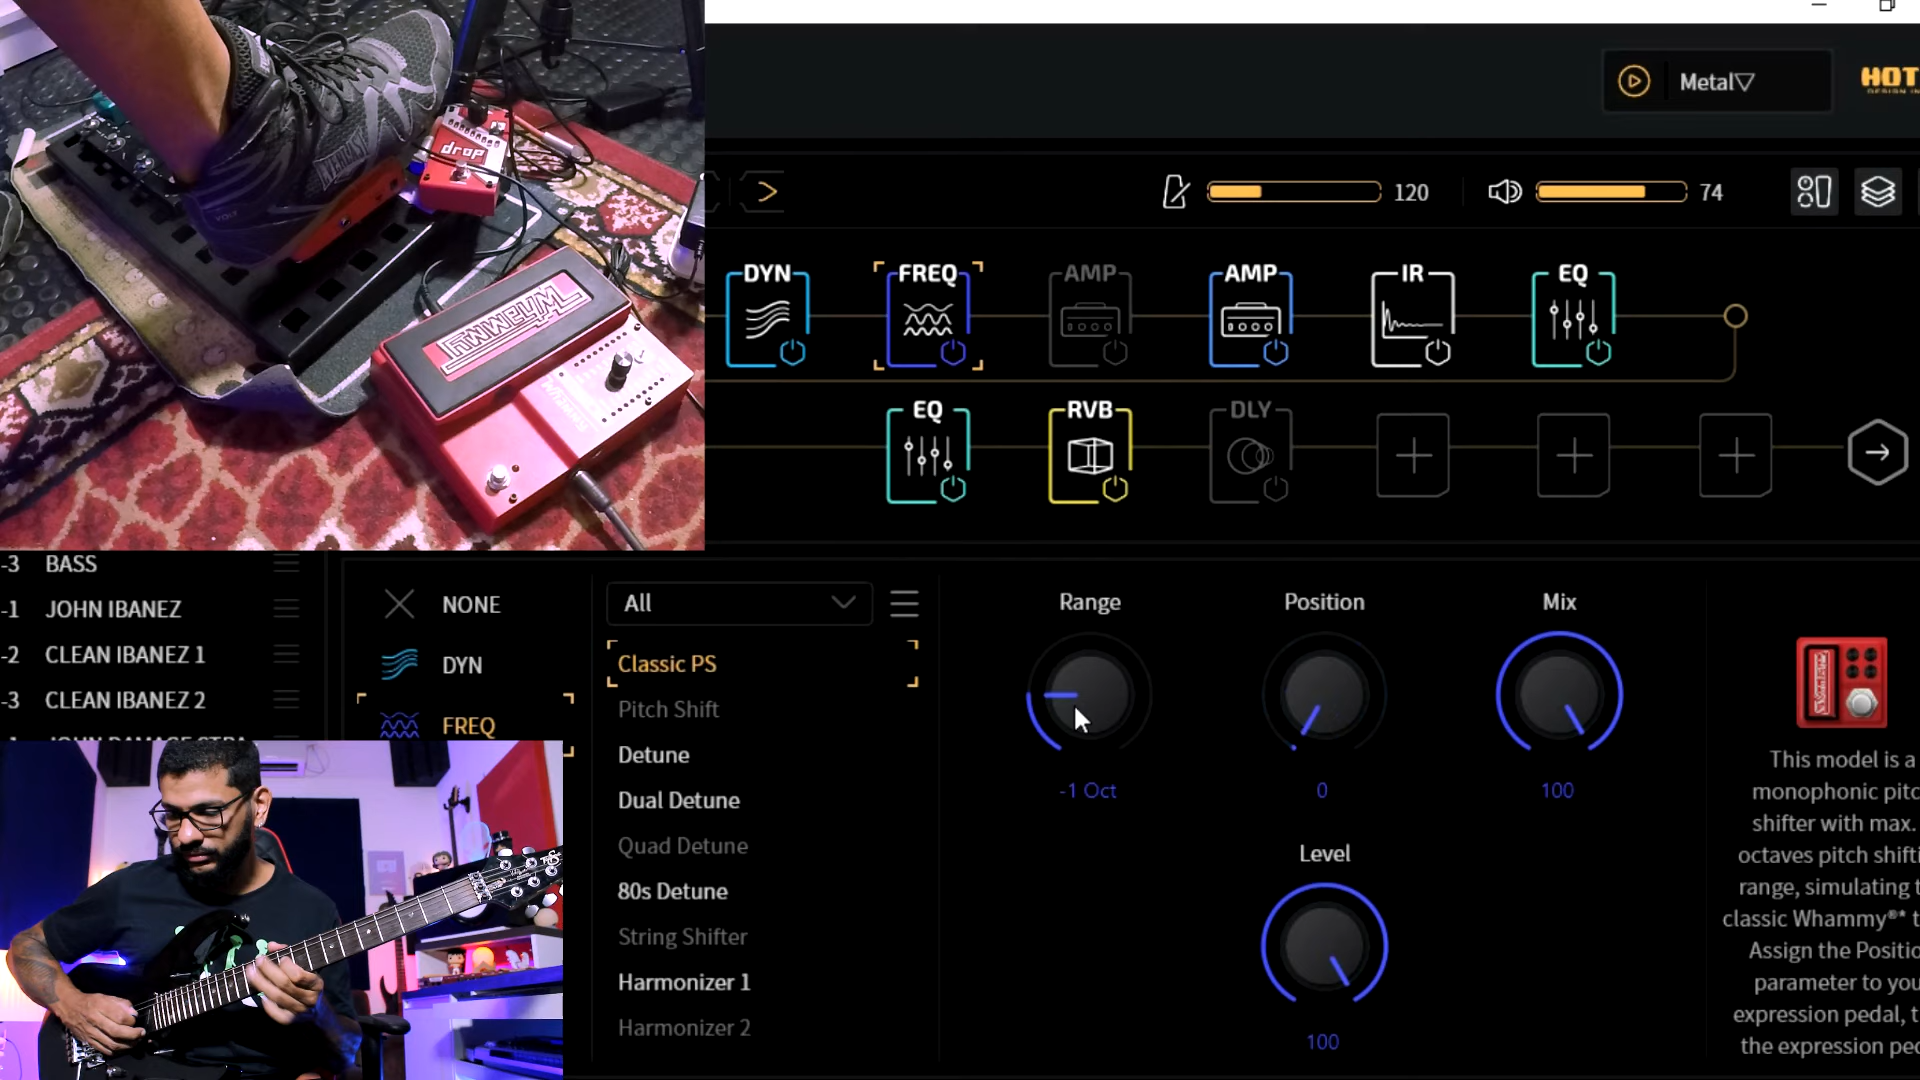 Metal
HOT
DESIGN IN
120
74
DYN
FREQ
AMP
AMP
IR
EQ
EQ
RVB
DLY
drop
WHAMMY
-3 BASS
-1 JOHN IBANEZ
-2 CLEAN IBANEZ 1
-3 CLEAN IBANEZ 2
NONE
DYN
FREQ
All
Classic PS
Pitch Shift
Detune
Dual Detune
Quad Detune
80s Detune
String Shifter
Harmonizer 1
Harmonizer 2
Range
Position
Mix
-1 Oct
0
100
Level
100
This model is a
monophonic pitc
shifter with max.
octaves pitch shifti
range, simulating t
classic Whammy®* t
Assign the Positio
parameter to you
expression pedal, t
the expression pec